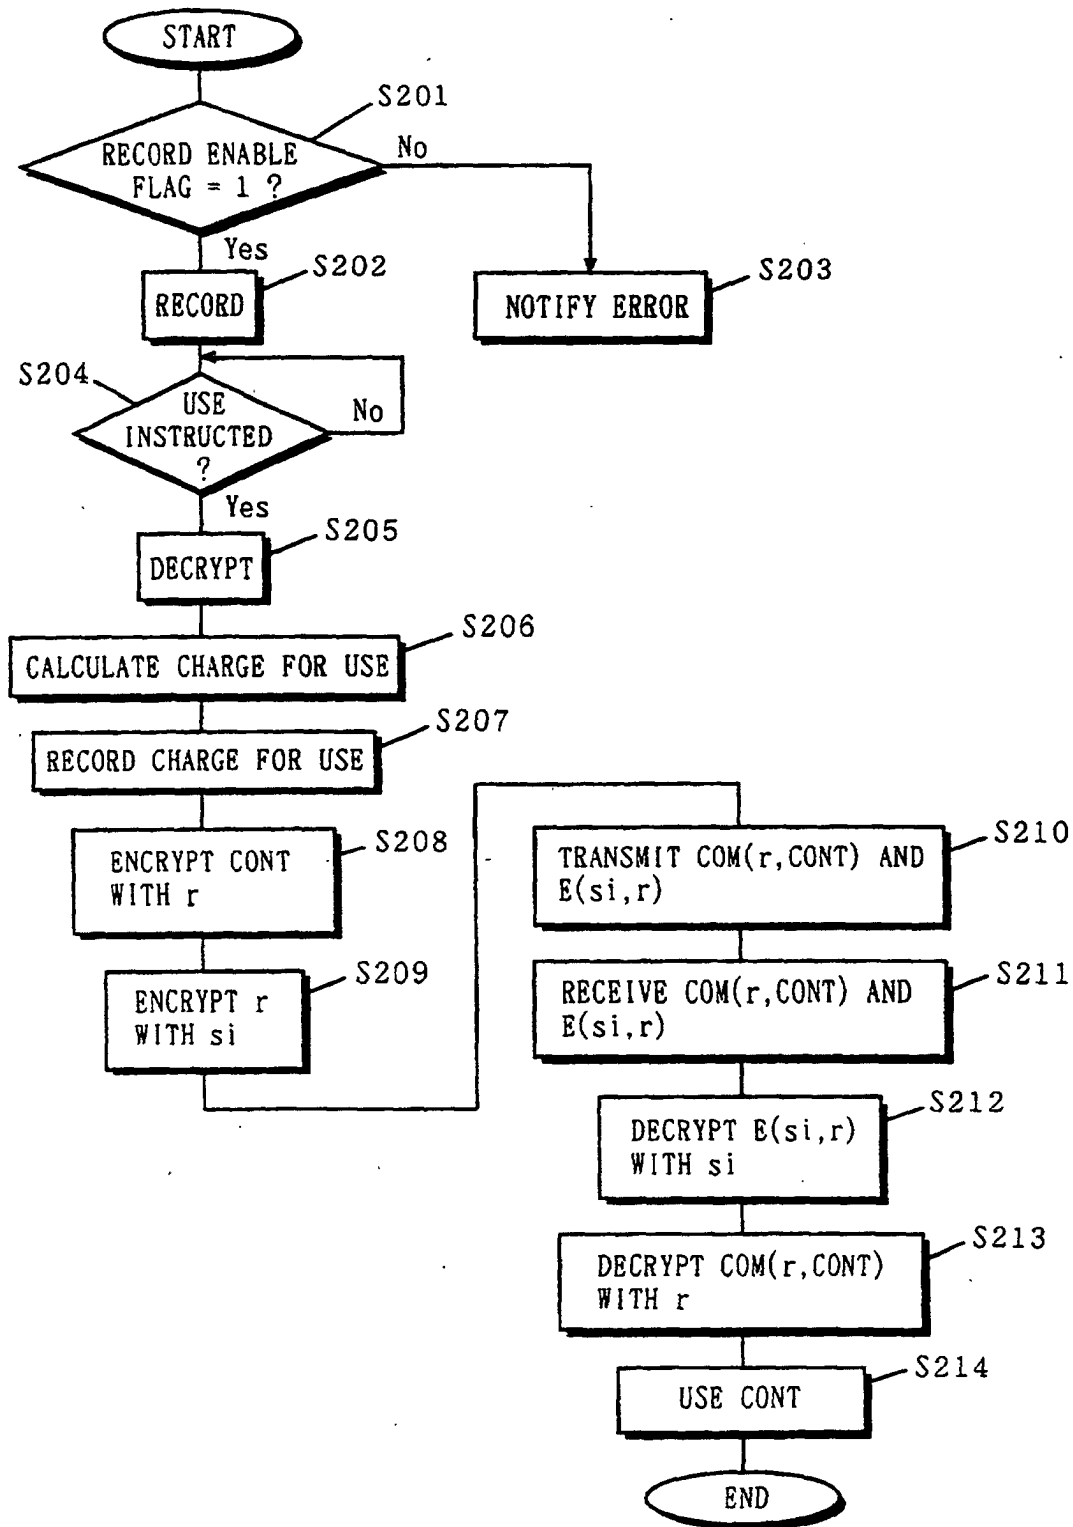 START
S201
RECORD ENABLE
FLAG = 1 ?
No
Yes
S202
RECORD
S203
NOTIFY ERROR
S204
USE
INSTRUCTED
?
No
Yes
S205
DECRYPT
S206
CALCULATE CHARGE FOR USE
S207
RECORD CHARGE FOR USE
S208
ENCRYPT CONT
WITH r
S209
ENCRYPT r
WITH si
S210
TRANSMIT COM(r,CONT) AND
E(si,r)
S211
RECEIVE COM(r,CONT) AND
E(si,r)
S212
DECRYPT E(si,r)
WITH si
S213
DECRYPT COM(r,CONT)
WITH r
S214
USE CONT
END